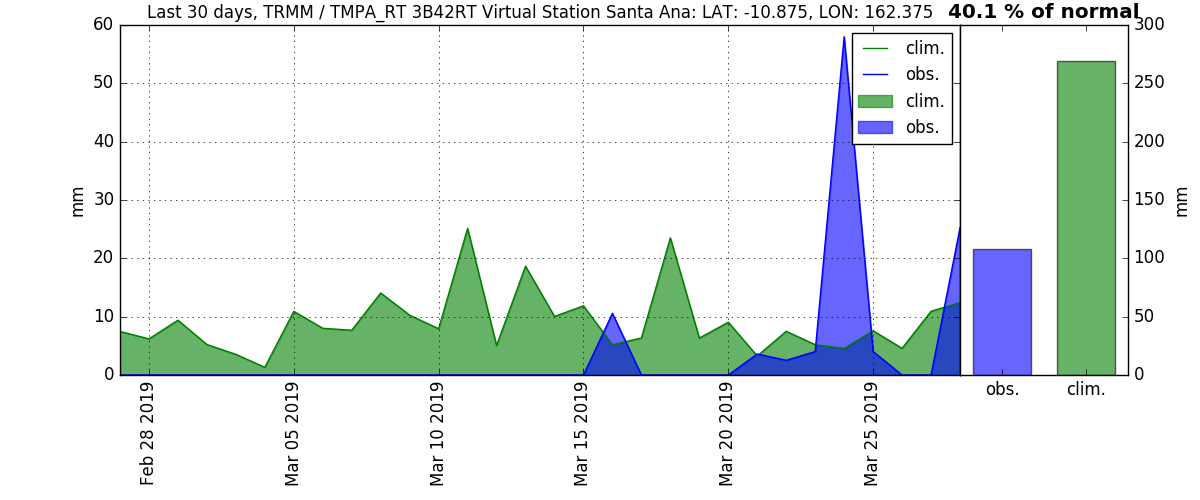 Last 30 days, TRMM / TMPA_RT 3B42RT Virtual Station Santa Ana: LAT: -10.875, LON: 162.375 40.1 % of normal
60
50
40
30
20
10
0
mm
clim.
obs.
clim.
obs.
300
250
200
150
100
50
0
mm
obs. clim.
Feb 28 2019
Mar 05 2019
Mar 10 2019
Mar 15 2019
Mar 20 2019
Mar 25 2019